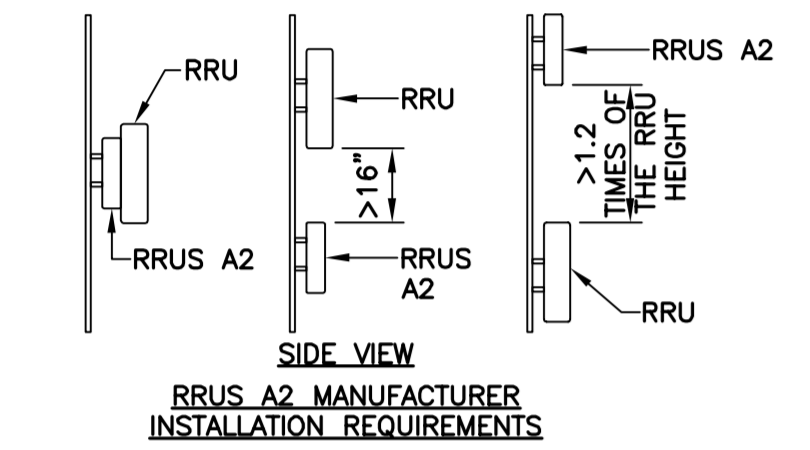 RRU
RRUS A2
RRU
>16"
RRUS
A2
RRUS A2
>1.2
TIMES OF
THE RRU
HEIGHT
RRU
SIDE VIEW
RRUS A2 MANUFACTURER
INSTALLATION REQUIREMENTS